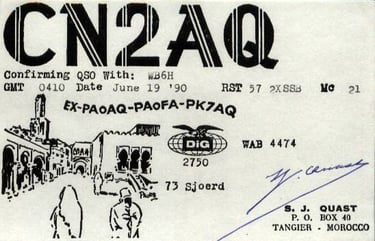 CN2AQ
Confirming QSO With: WB6H
GMT 0410 Date June 19 '90 RST 57 2XSSB Mc 21
EX-PA0AQ-PA0FA-PK7AQ
DIG
WAB 4474
2750
73 Sjoerd
S. J. QUAST
P. O. BOX 40
TANGIER - MOROCCO